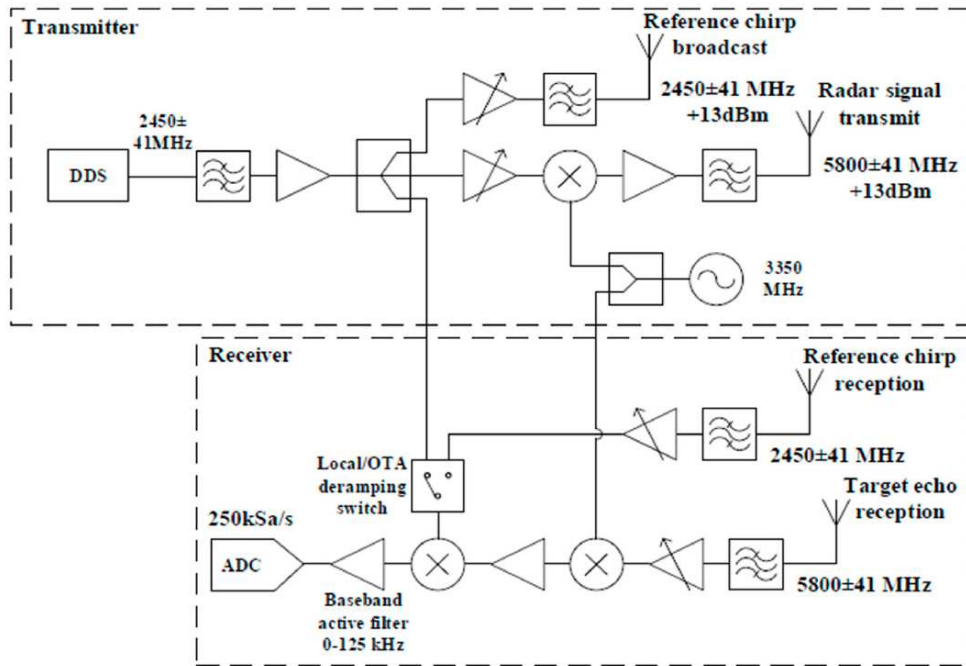 Transmitter
Reference chirp
broadcast
2450±41 MHz
+13dBm
Radar signal
transmit
5800±41 MHz
+13dBm
2450±
41MHz
DDS
3350
MHz
Receiver
Reference chirp
reception
2450±41 MHz
Local/OTA
deramping
switch
Target echo
reception
5800±41 MHz
250kSa/s
ADC
Baseband
active filter
0-125 kHz